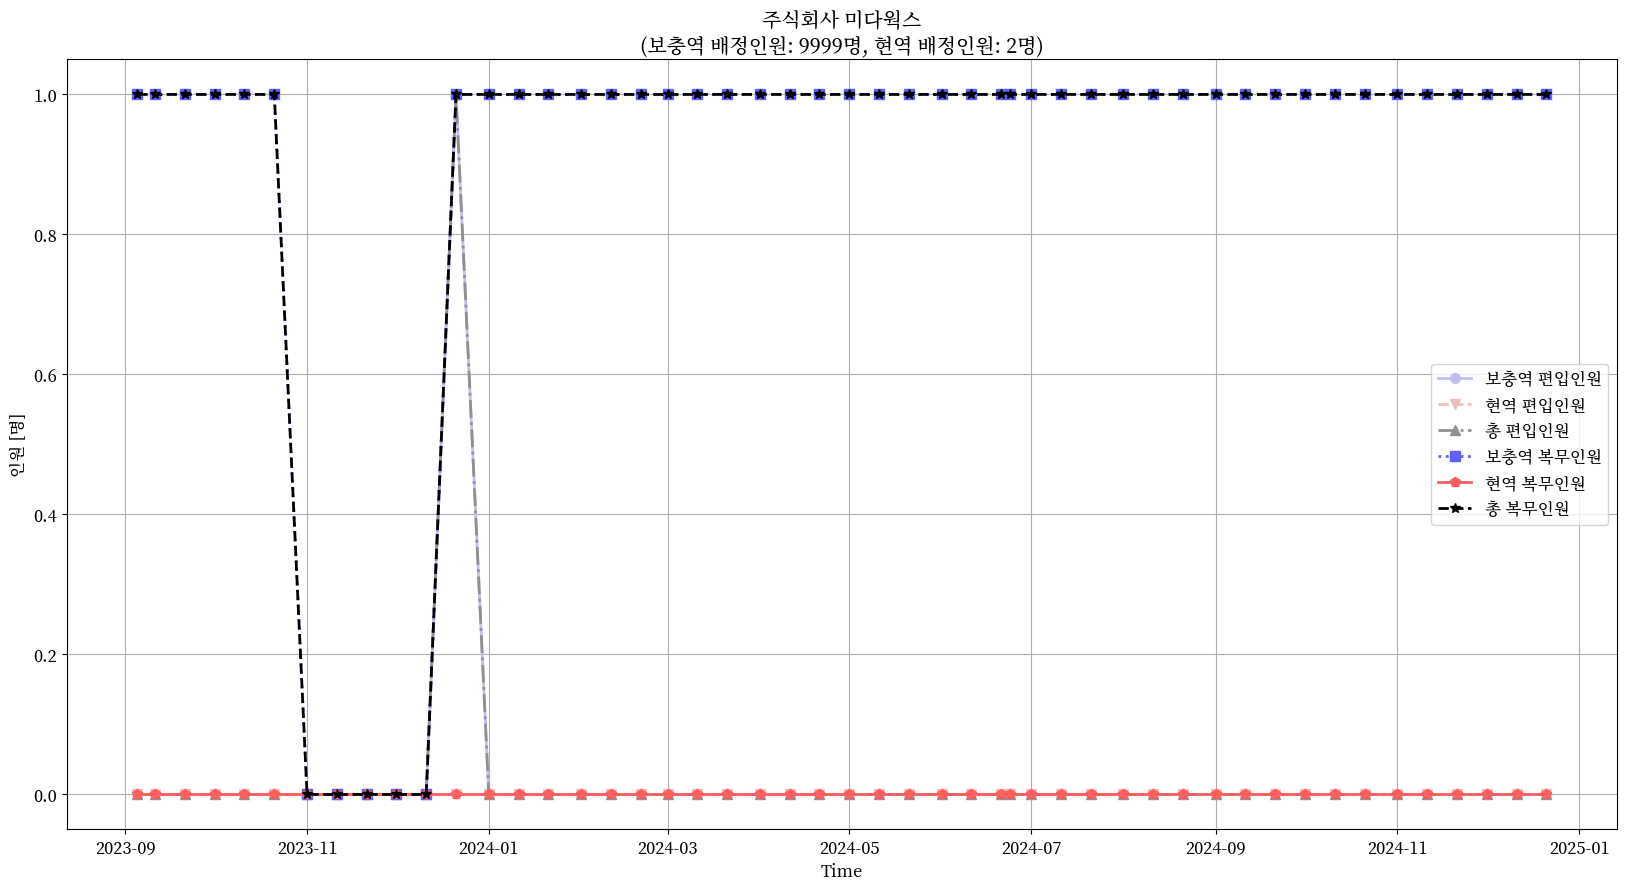 주식회사 미다웍스
(보충역 배정인원: 9999명, 현역 배정인원: 2명)
1.0
0.8
0.6
0.4
0.2
0.0
인원 [명]
보충역 편입인원
현역 편입인원
총 편입인원
보충역 복무인원
현역 복무인원
총 복무인원
2023-09
2023-11
2024-01
2024-03
2024-05
2024-07
2024-09
2024-11
2025-01
Time